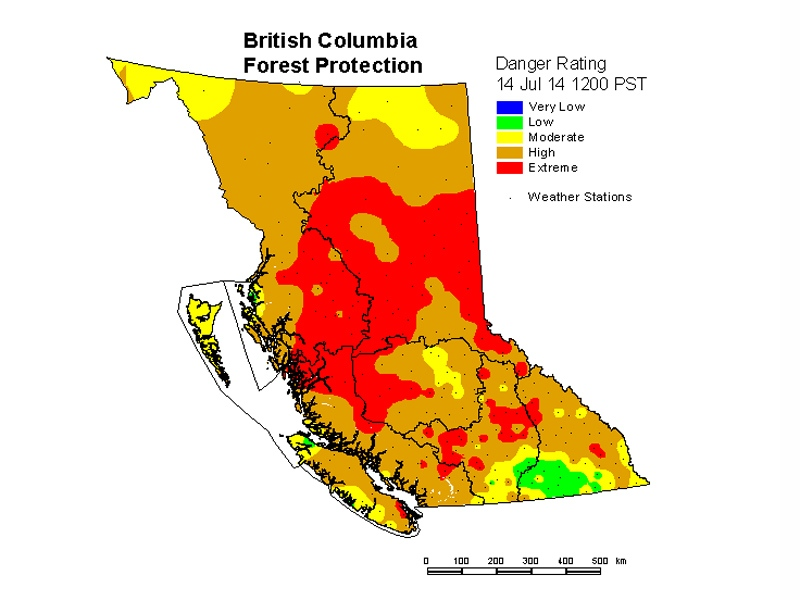 British Columbia
Forest Protection
Danger Rating
14 Jul 14 1200 PST
Very Low
Low
Moderate
High
Extreme
Weather Stations
0 100 200 300 400 500 km